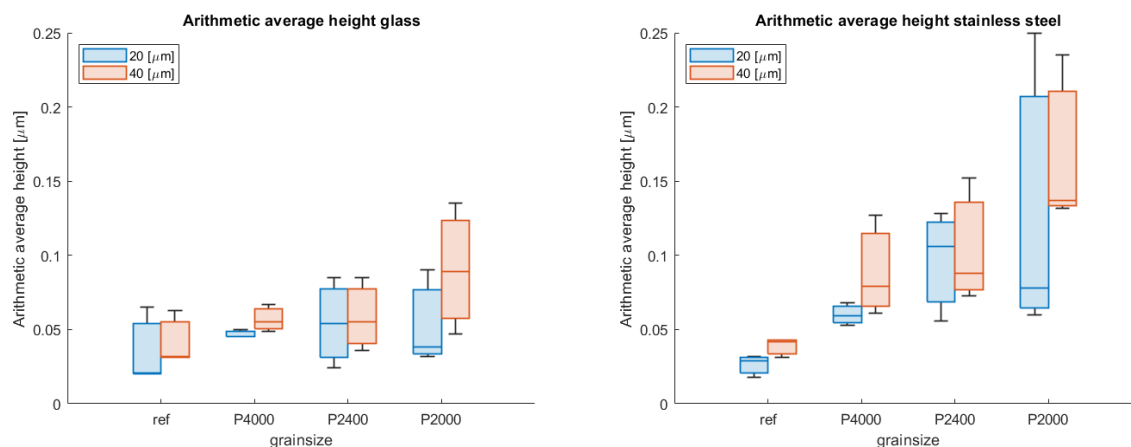 Arithmetic average height glass
20 [μm]
40 [μm]
0.25
0.2
0.15
0.1
0.05
0
Arithmetic average height [μm]
ref P4000 P2400 P2000
grainsize
Arithmetic average height stainless steel
20 [μm]
40 [μm]
0.25
0.2
0.15
0.1
0.05
0
Arithmetic average height [μm]
ref P4000 P2400 P2000
grainsize